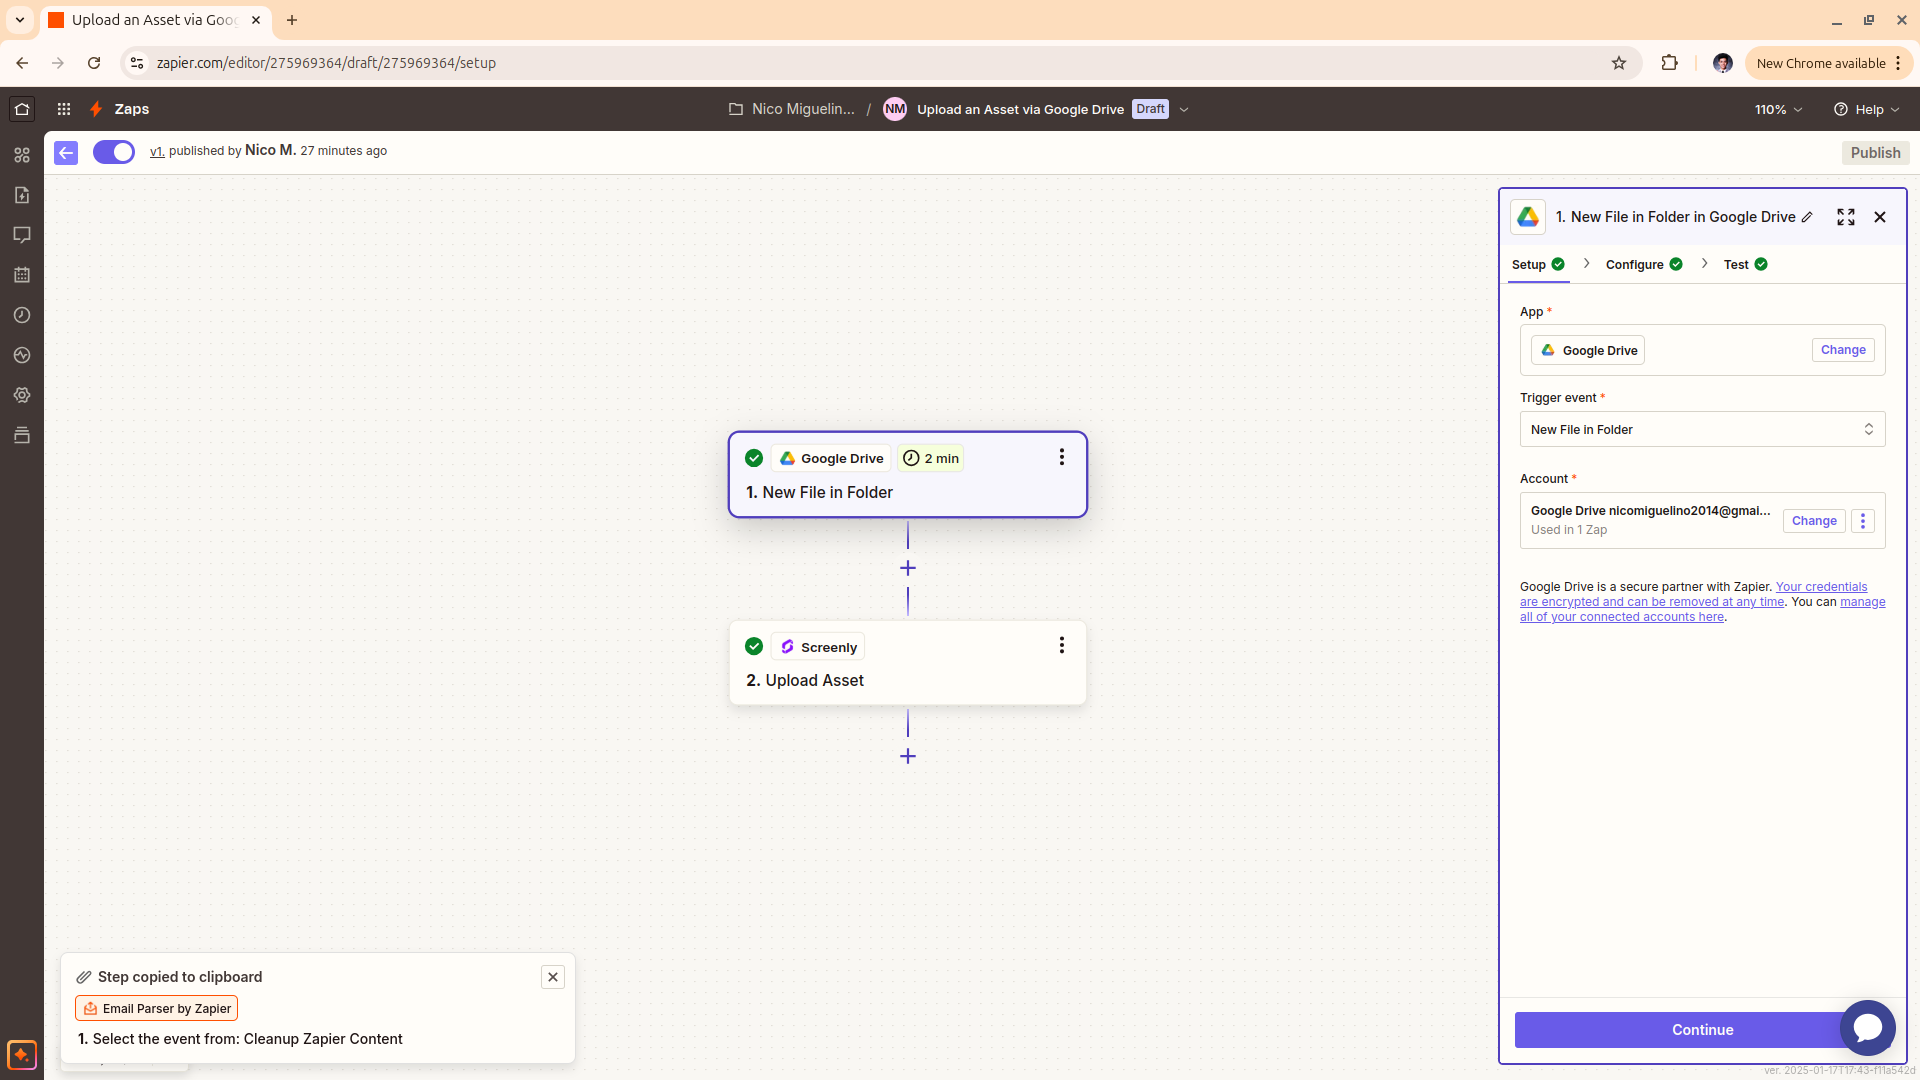 Upload an Asset via Goo
New Chrome available
zapier.com/editor/275969364/draft/275969364/setup
Zaps
Nico Miguelin... / NM Upload an Asset via Google Drive Draft
110%
Help
v1. published by Nico M. 27 minutes ago
Publish
Google Drive 2 min
1. New File in Folder
Screenly
2. Upload Asset
1. New File in Folder in Google Drive
Setup Configure Test
App *
Google Drive Change
Trigger event *
New File in Folder
Account *
Google Drive nicomiguelino2014@gmai...
Used in 1 Zap
Change
Google Drive is a secure partner with Zapier. Your credentials
are encrypted and can be removed at any time. You can manage
all of your connected accounts here.
Continue
Step copied to clipboard
Email Parser by Zapier
1. Select the event from: Cleanup Zapier Content
ver. 2025-01-17T17:43-f11a542d